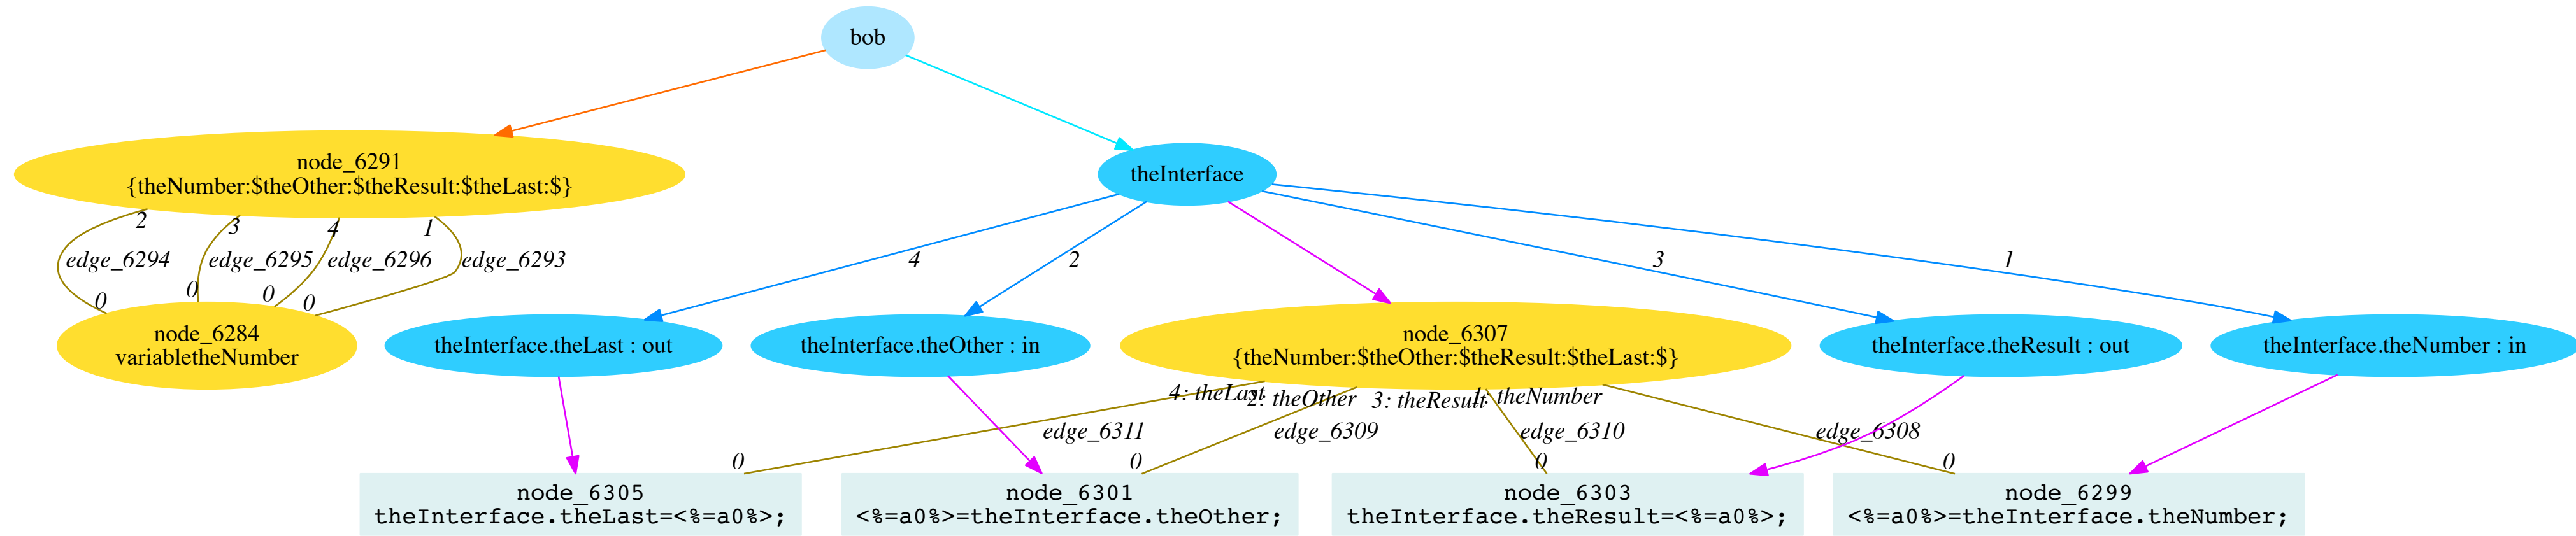 bob
node_6291
{theNumber:$theOther:$theResult:$theLast:$}
theInterface
2
3
4
1
edge_6294
edge_6295
edge_6296
edge_6293
4
2
3
1
0
0
0
0
node_6284
variabletheNumber
theInterface.theLast : out
theInterface.theOther : in
node_6307
{theNumber:$theOther:$theResult:$theLast:$}
theInterface.theResult : out
theInterface.theNumber : in
4: theLast
2: theOther
3: theResult
1: theNumber
edge_6311
edge_6309
edge_6310
edge_6308
0
0
0
0
node_6305
theInterface.theLast=<%=a0%>;
node_6301
<%=a0%>=theInterface.theOther;
node_6303
theInterface.theResult=<%=a0%>;
node_6299
<%=a0%>=theInterface.theNumber;